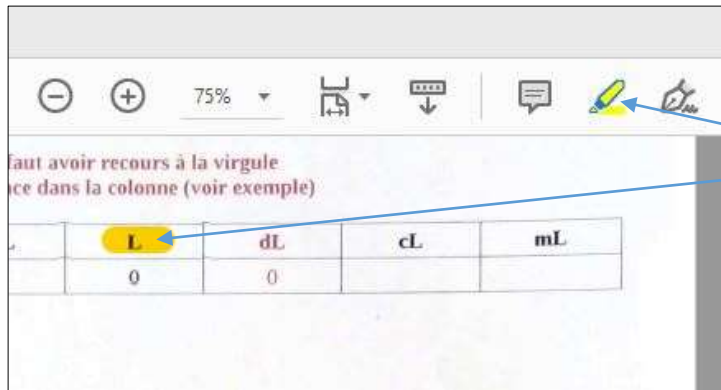 75%
faut avoir recours à la virgule
ce dans la colonne (voir exemple)
L dL cL mL
0 0